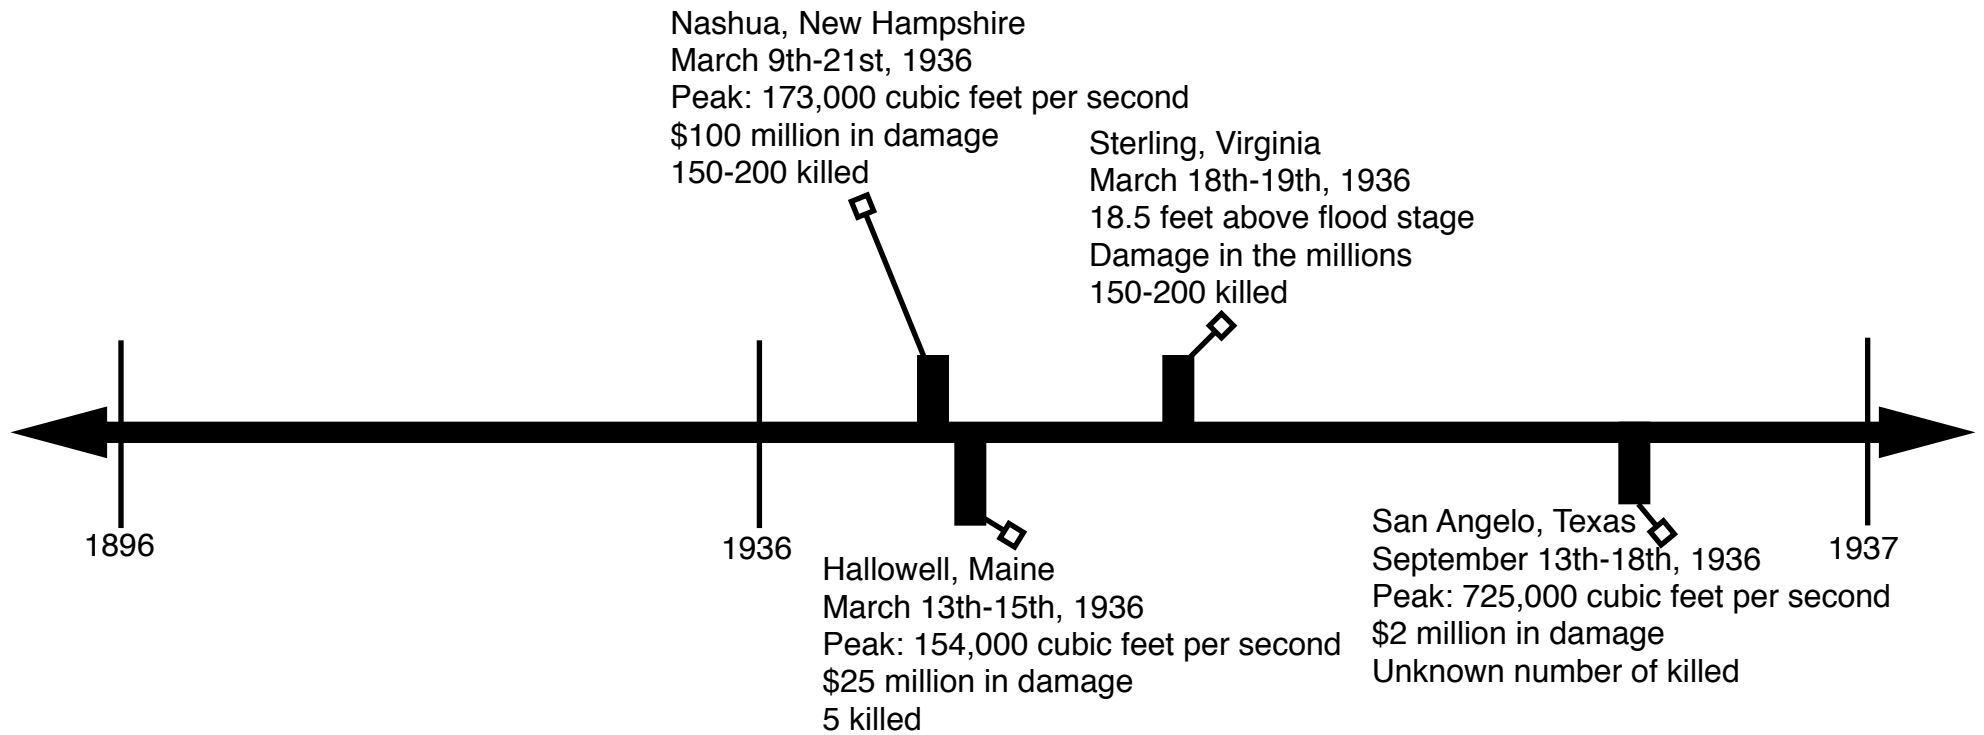 Nashua, New Hampshire
March 9th-21st, 1936
Peak: 173,000 cubic feet per second
$100 million in damage
150-200 killed
Sterling, Virginia
March 18th-19th, 1936
18.5 feet above flood stage
Damage in the millions
150-200 killed
1896
1936
1937
Hallowell, Maine
March 13th-15th, 1936
Peak: 154,000 cubic feet per second
$25 million in damage
5 killed
San Angelo, Texas
September 13th-18th, 1936
Peak: 725,000 cubic feet per second
$2 million in damage
Unknown number of killed